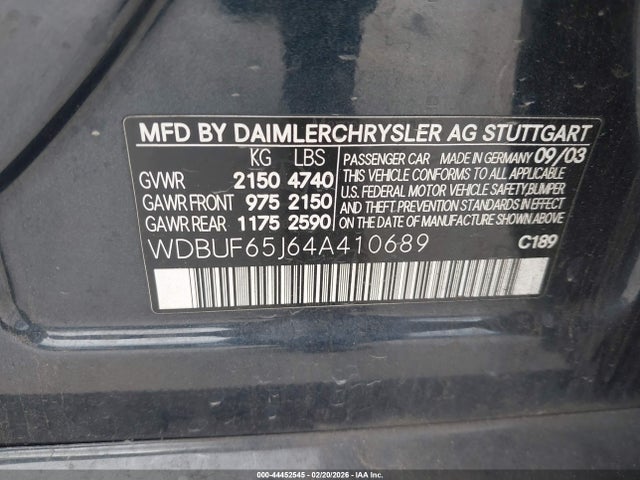 MFD BY DAIMLERCHRYSLER AG STUTTGART
KG LBS
GVWR 2150 4740
GAWR FRONT 975 2150
GAWR REAR 1175 2590
PASSENGER CAR MADE IN GERMANY 09/03
THIS VEHICLE CONFORMS TO ALL APPLICABLE
U.S. FEDERAL MOTOR VEHICLE SAFETY, BUMPER
AND THEFT PREVENTION STANDARDS IN EFFECT
ON THE DATE OF MANUFACTURE SHOWN ABOVE.
WDBUF65J64A410689 C189
000-44452545 - 02/20/2026 - IAA Inc.